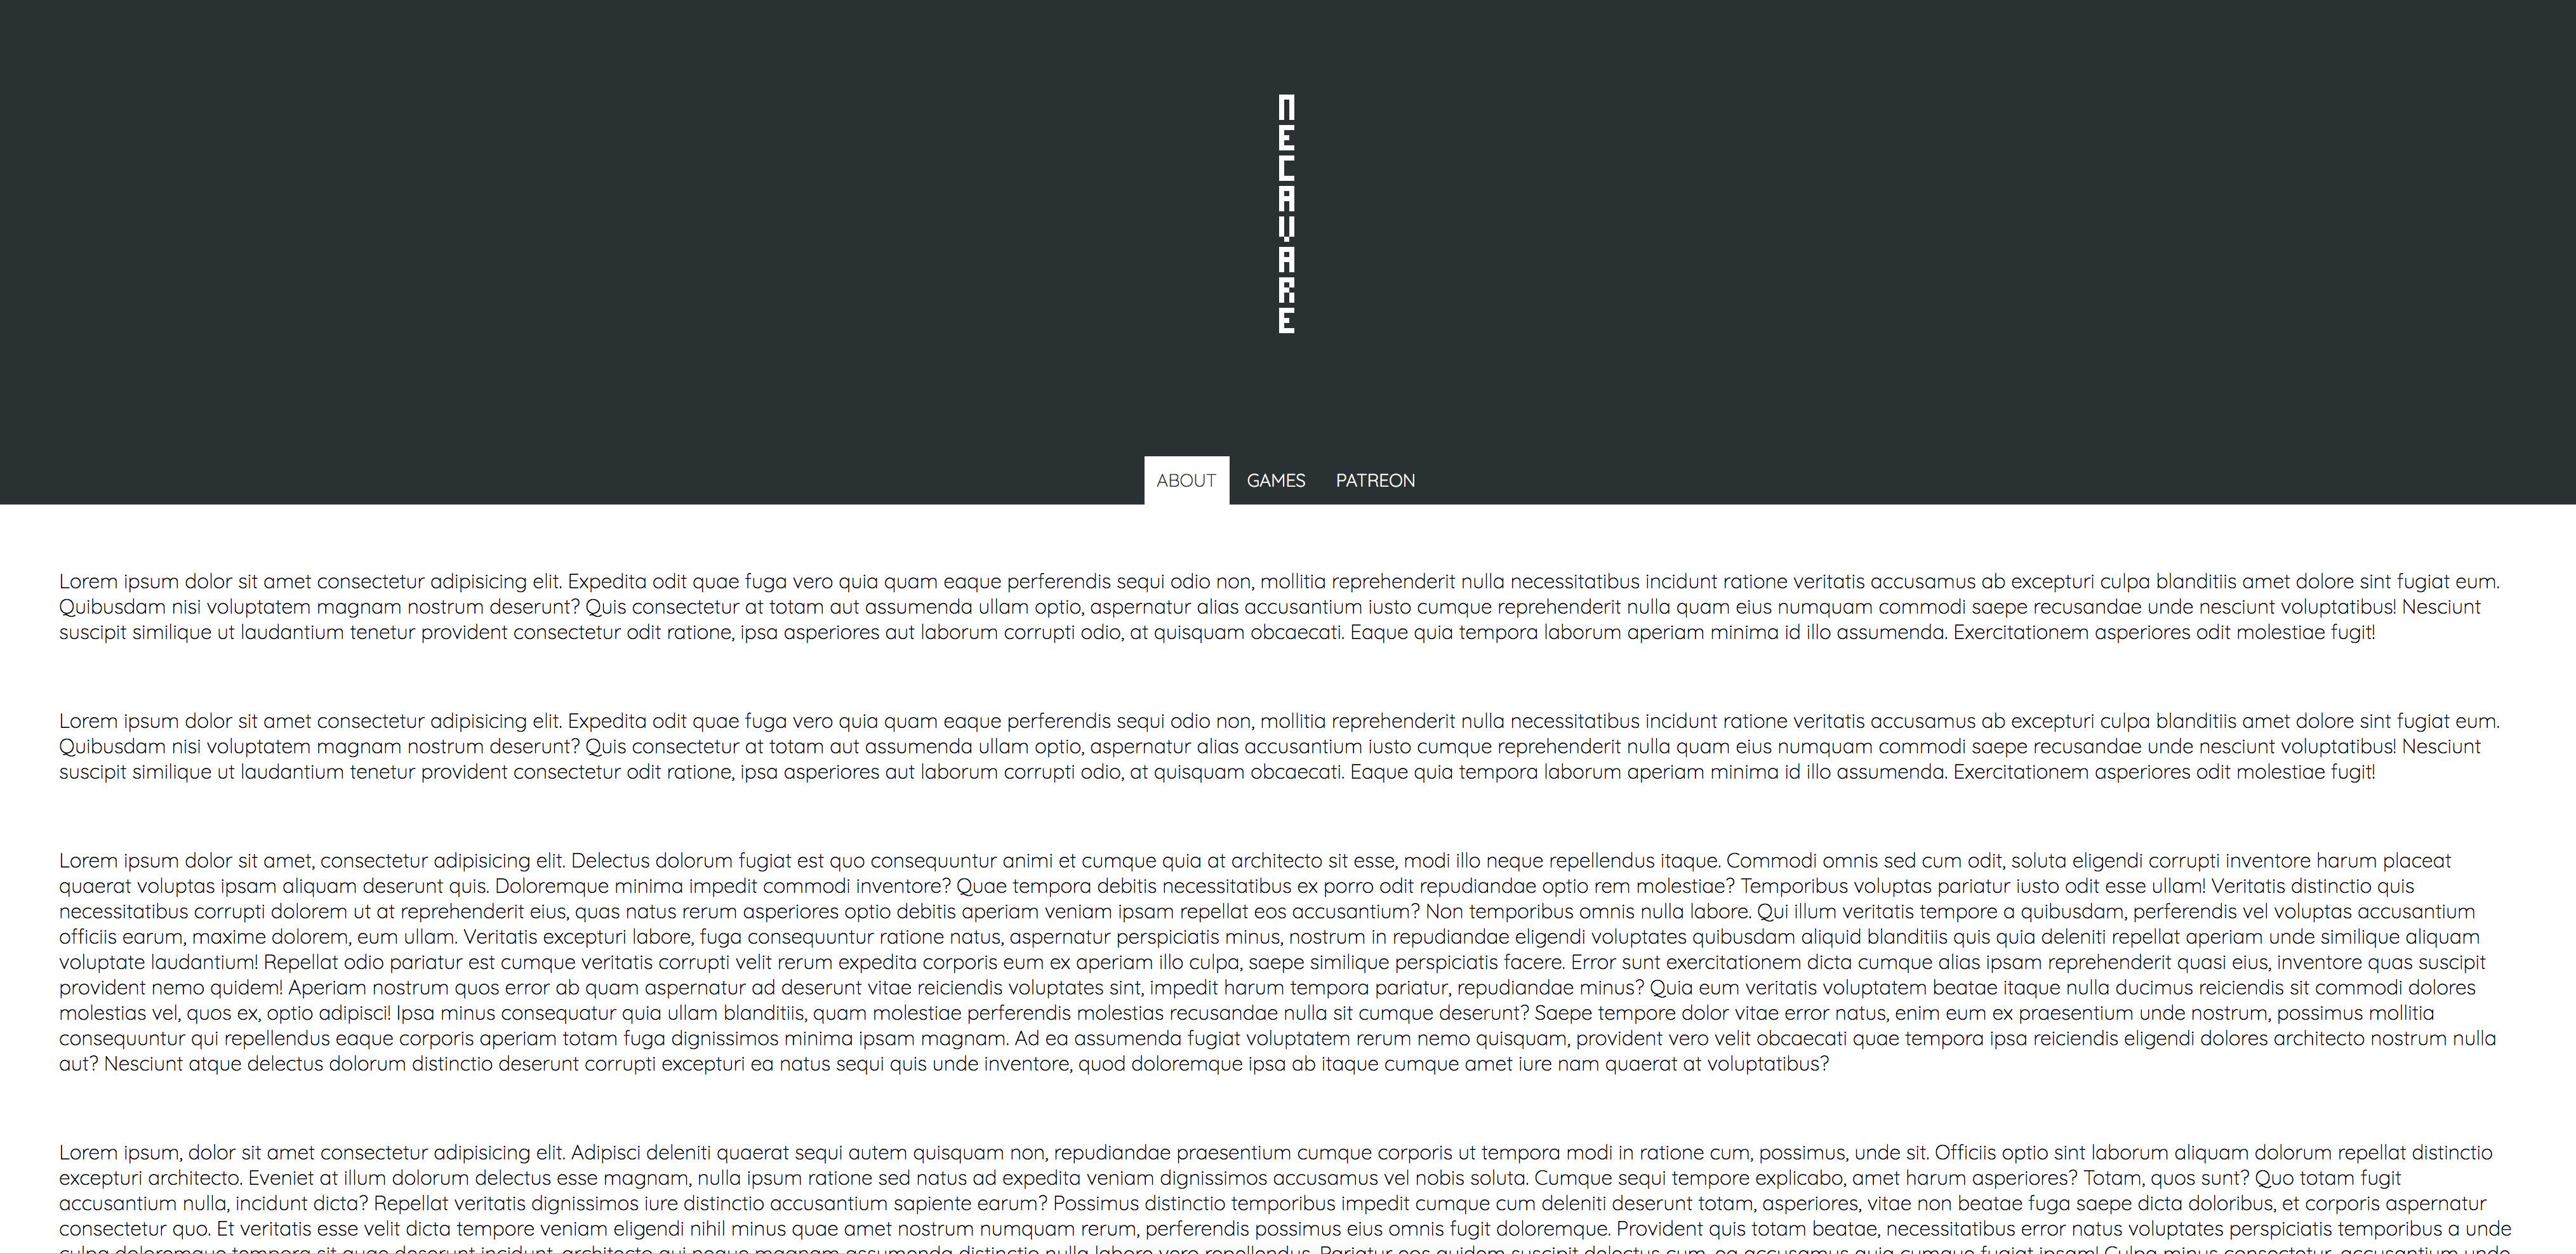 NECAVARE
ABOUT GAMES PATREON
Lorem ipsum dolor sit amet consectetur adipisicing elit. Expedita odit quae fuga vero quia quam eaque perferendis sequi odio non, mollitia reprehenderit nulla necessitatibus incidunt ratione veritatis accusamus ab excepturi culpa blanditiis amet dolore sint fugiat eum.
Quibusdam nisi voluptatem magnam nostrum deserunt? Quis consectetur at totam aut assumenda ullam optio, aspernatur alias accusantium iusto cumque reprehenderit nulla quam eius numquam commodi saepe recusandae unde nesciunt voluptatibus! Nesciunt
suscipit similique ut laudantium tenetur provident consectetur odit ratione, ipsa asperiores aut laborum corrupti odio, at quisquam obcaecati. Eaque quia tempora laborum aperiam minima id illo assumenda. Exercitationem asperiores odit molestiae fugit!
Lorem ipsum dolor sit amet consectetur adipisicing elit. Expedita odit quae fuga vero quia quam eaque perferendis sequi odio non, mollitia reprehenderit nulla necessitatibus incidunt ratione veritatis accusamus ab excepturi culpa blanditiis amet dolore sint fugiat eum.
Quibusdam nisi voluptatem magnam nostrum deserunt? Quis consectetur at totam aut assumenda ullam optio, aspernatur alias accusantium iusto cumque reprehenderit nulla quam eius numquam commodi saepe recusandae unde nesciunt voluptatibus! Nesciunt
suscipit similique ut laudantium tenetur provident consectetur odit ratione, ipsa asperiores aut laborum corrupti odio, at quisquam obcaecati. Eaque quia tempora laborum aperiam minima id illo assumenda. Exercitationem asperiores odit molestiae fugit!
Lorem ipsum dolor sit amet, consectetur adipisicing elit. Delectus dolorum fugiat est quo consequuntur animi et cumque quia at architecto sit esse, modi illo neque repellendus itaque. Commodi omnis sed cum odit, soluta eligendi corrupti inventore harum placeat
quaerat voluptas ipsam aliquam deserunt quis. Doloremque minima impedit commodi inventore? Quae tempora debitis necessitatibus ex porro odit repudiandae optio rem molestiae? Temporibus voluptas pariatur iusto odit esse ullam! Veritatis distinctio quis
necessitatibus corrupti dolorem ut at reprehenderit eius, quas natus rerum asperiores optio debitis aperiam veniam ipsam repellat eos accusantium? Non temporibus omnis nulla labore. Qui illum veritatis tempore a quibusdam, perferendis vel voluptas accusantium
officiis earum, maxime dolorem, eum ullam. Veritatis excepturi labore, fuga consequuntur ratione natus, aspernatur perspiciatis minus, nostrum in repudiandae eligendi voluptates quibusdam aliquid blanditiis quis quia deleniti repellat aperiam unde similique aliquam
voluptate laudantium! Repellat odio pariatur est cumque veritatis corrupti velit rerum expedita corporis eum ex aperiam illo culpa, saepe similique perspiciatis facere. Error sunt exercitationem dicta cumque alias ipsam reprehenderit quasi eius, inventore quas suscipit
provident nemo quidem! Aperiam nostrum quos error ab quam aspernatur ad deserunt vitae reiciendis voluptates sint, impedit harum tempora pariatur, repudiandae minus? Quia eum veritatis voluptatem beatae itaque nulla ducimus reiciendis sit commodi dolores
molestias vel, quos ex, optio adipisci! Ipsa minus consequatur quia ullam blanditiis, quam molestiae perferendis molestias recusandae nulla sit cumque deserunt? Saepe tempore dolor vitae error natus, enim eum ex praesentium unde nostrum, possimus mollitia
consequuntur qui repellendus eaque corporis aperiam totam fuga dignissimos minima ipsam magnam. Ad ea assumenda fugiat voluptatem rerum nemo quisquam, provident vero velit obcaecati quae tempora ipsa reiciendis eligendi dolores architecto nostrum nulla
aut? Nesciunt atque delectus dolorum distinctio deserunt corrupti excepturi ea natus sequi quis unde inventore, quod doloremque ipsa ab itaque cumque amet iure nam quaerat at voluptatibus?
Lorem ipsum, dolor sit amet consectetur adipisicing elit. Adipisci deleniti quaerat sequi autem quisquam non, repudiandae praesentium cumque corporis ut tempora modi in ratione cum, possimus, unde sit. Officiis optio sint laborum aliquam dolorum repellat distinctio
excepturi architecto. Eveniet at illum dolorum delectus esse magnam, nulla ipsum ratione sed natus ad expedita veniam dignissimos accusamus vel nobis soluta. Cumque sequi tempore explicabo, amet harum asperiores? Totam, quos sunt? Quo totam fugit
accusantium nulla, incidunt dicta? Repellat veritatis dignissimos iure distinctio accusantium sapiente earum? Possimus distinctio temporibus impedit cumque cum deleniti deserunt totam, asperiores, vitae non beatae fuga saepe dicta doloribus, et corporis aspernatur
consectetur quo. Et veritatis esse velit dicta tempore veniam eligendi nihil minus quae amet nostrum numquam rerum, perferendis possimus eius omnis fugit doloremque. Provident quis totam beatae, necessitatibus error natus voluptates perspiciatis temporibus a unde